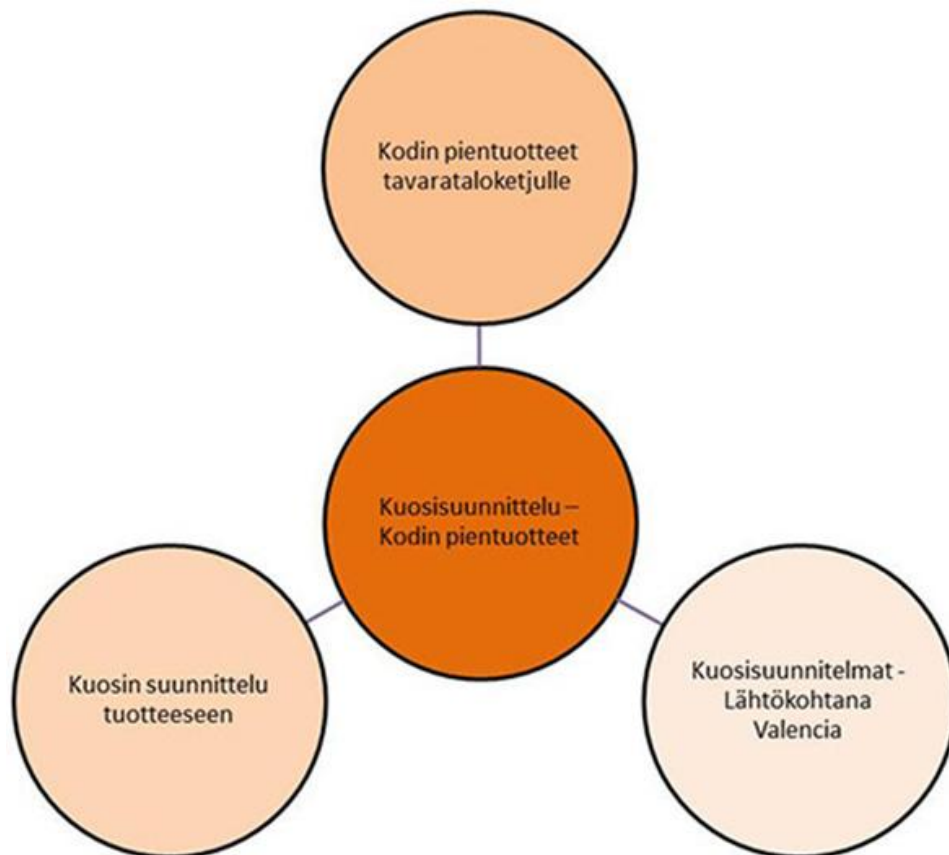 Kodin pientuotteet
tavarataloketjulle
Kuosisuunnittelu –
Kodin pientuotteet
Kuosin suunnittelu
tuotteeseen
Kuosisuunnitelmat -
Lähtökohtana
Valencia